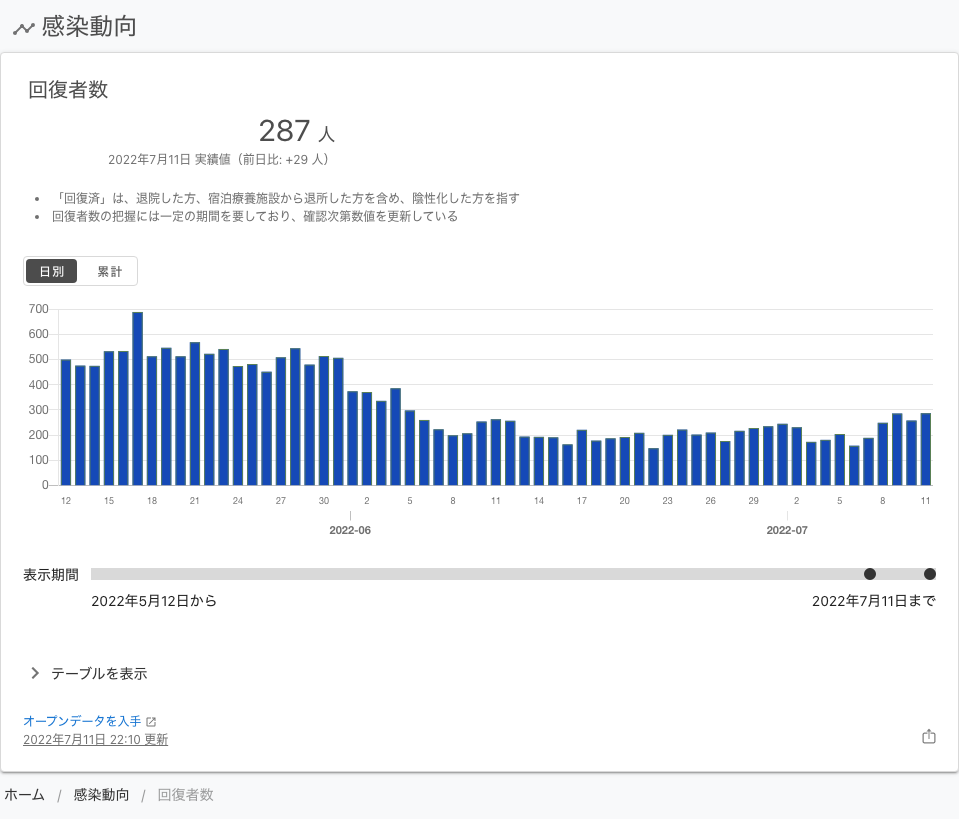 感染動向
回復者数
287 人
2022年7月11日 実績値（前日比: +29 人）
• 「回復済」は、退院した方、宿泊療養施設から退所した方を含め、陰性化した方を指す
• 回復者数の把握には一定の期間を要しており、確認次第数値を更新している
日別 累計
700
600
500
400
300
200
100
0
12 15 18 21 24 27 30 2 5 8 11 14 17 20 23 26 29 2 5 8 11
2022-06 2022-07
表示期間
2022年5月12日から 2022年7月11日まで
テーブルを表示
オープンデータを入手
2022年7月11日 22:10 更新
ホーム / 感染動向 / 回復者数